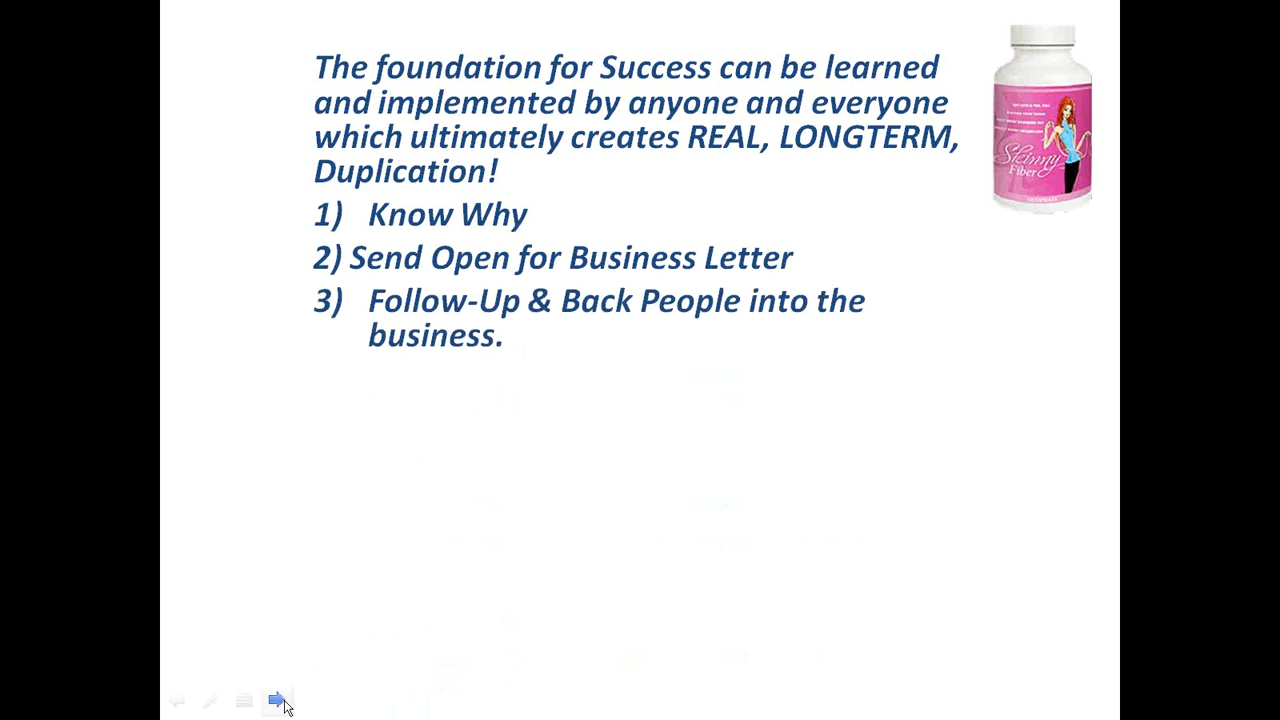 The foundation for Success can be learned
and implemented by anyone and everyone
which ultimately creates REAL, LONGTERM,
Duplication!
1) Know Why
2) Send Open for Business Letter
3) Follow-Up & Back People into the
business.
Skinny
Fiber